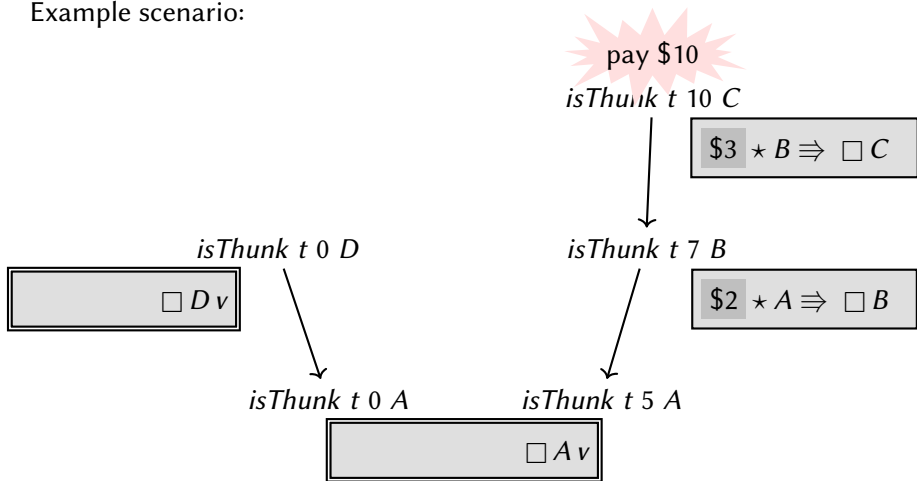 Example scenario:
pay $10
isThunk t 10 C
$3 ⋆ B ⇛ □ C
isThunk t 0 D
isThunk t 7 B
□ D v
$2 ⋆ A ⇛ □ B
isThunk t 0 A
isThunk t 5 A
□ A v